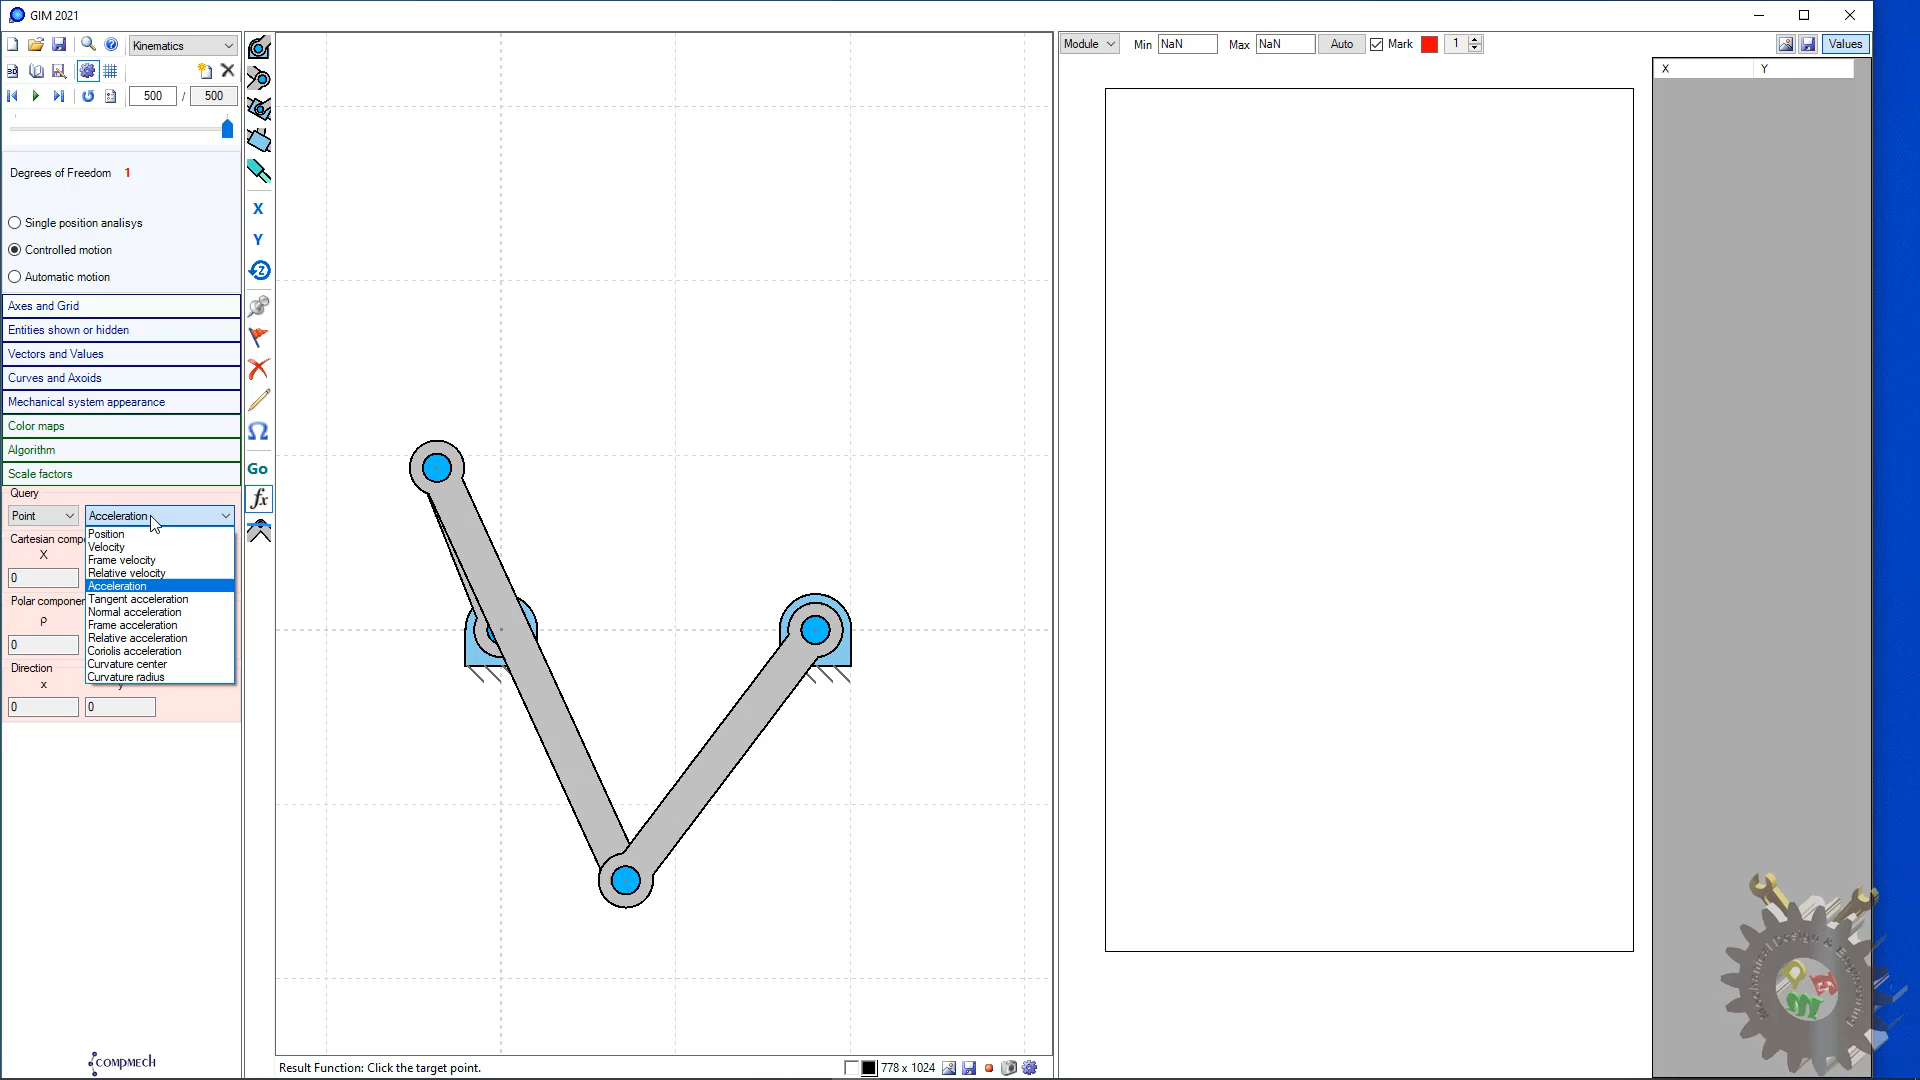 GIM 2021
Kinematics
3D
500 / 500
Degrees of Freedom 1
Single position analisys
Controlled motion
Automatic motion
Axes and Grid
Entities shown or hidden
Vectors and Values
Curves and Axoids
Mechanical system appearance
Color maps
Algorithm
Scale factors
Query
Point Acceleration
Position
Velocity
Frame velocity
Relative velocity
Acceleration
Tangent acceleration
Normal acceleration
Frame acceleration
Relative acceleration
Coriolis acceleration
Curvature center
Curvature radius
Cartesian comp
X
0
Polar componen
ρ
0
Direction
x y
0 0
COMPMECH
X
Y
Z
Ω
Go
fx
Result Function: Click the target point.
778 x 1024
Module Min NaN Max NaN Auto Mark 1 Values
X Y
Mechanical Design & Engineering